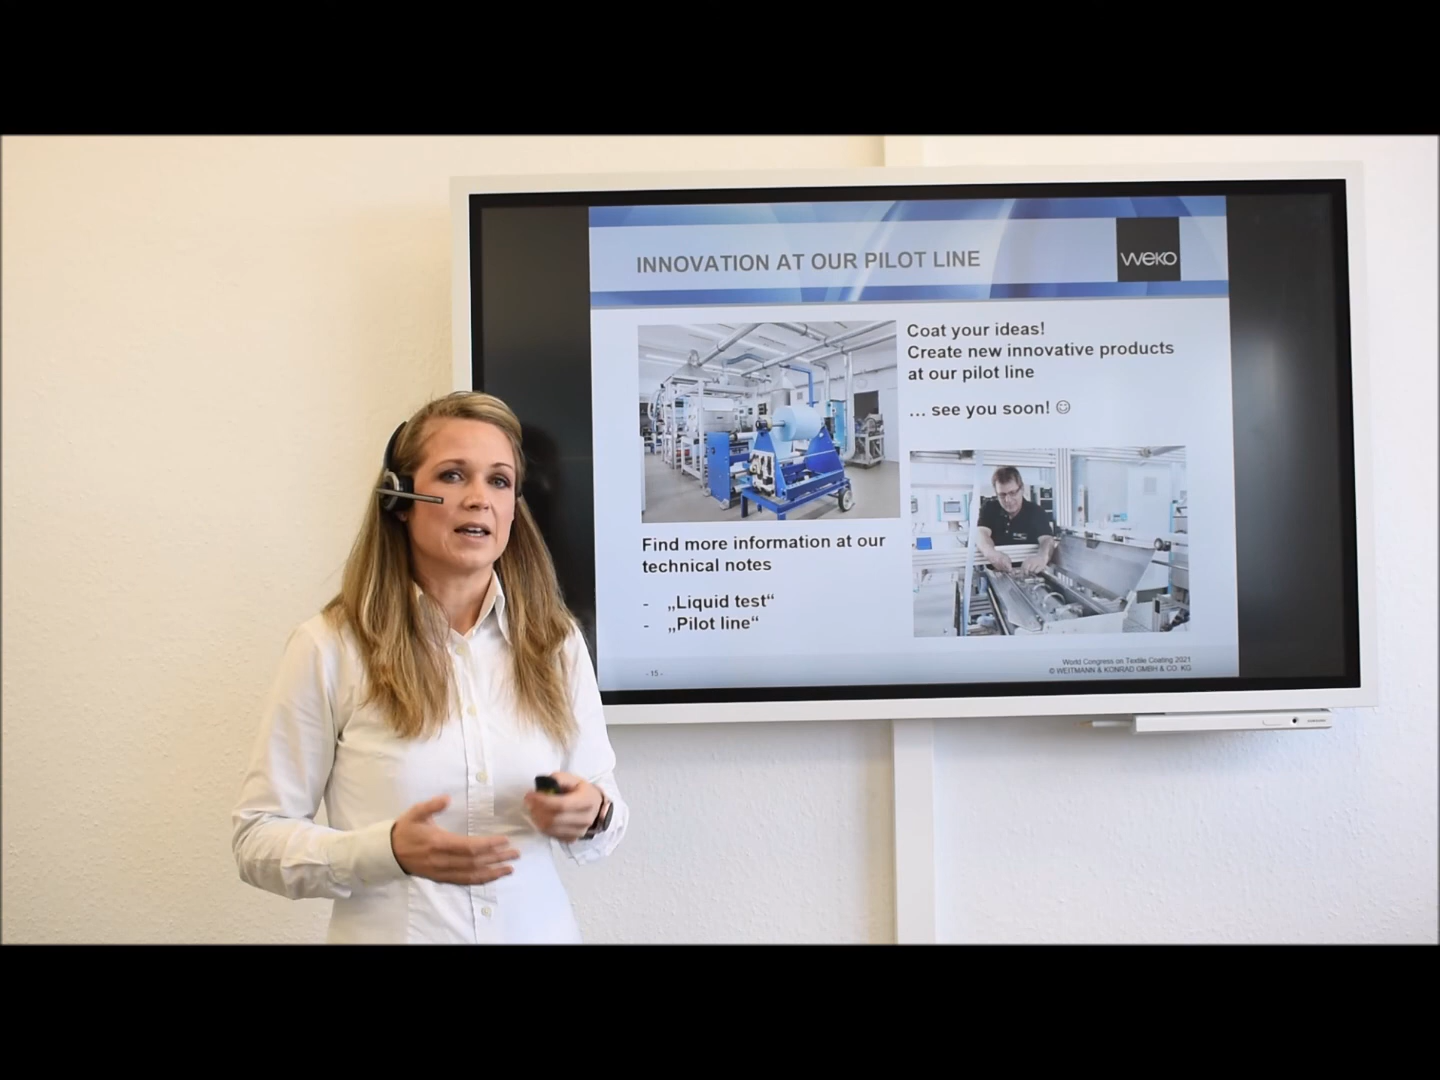 INNOVATION AT OUR PILOT LINE
weko
Coat your ideas!
Create new innovative products
at our pilot line
... see you soon! ☺
Find more information at our
technical notes
- „Liquid test“
- „Pilot line“
- 15 -
World Congress on Textile Coating 2021
© WEITMANN & KONRAD GMBH & CO. KG